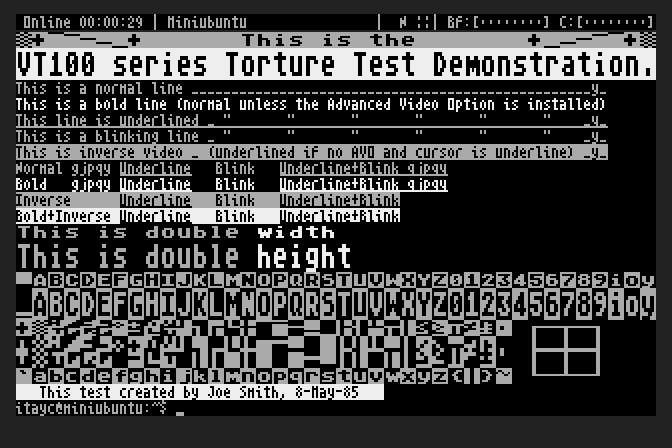 Online 00:00:29 | Miniubuntu | N ¦¦| Bf:[········] C:[········]
This is the
VT100 series Torture Test Demonstration.
This is a normal line __________________________________________________y_
This is a bold line (normal unless the Advanced Video Option is installed)
This line is underlined _ " " " " " " _y_
This is a blinking line _ " " " " " " _y_
This is inverse video _ (underlined if no AVO and cursor is underline) _y_
Normal gjpqy Underline Blink Underline+Blink gjpqy
Bold gjpqy Underline Blink Underline+Blink gjpqy
Inverse Underline Blink Underline+Blink
Bold+Inverse Underline Blink Underline+Blink
This is double width
This is double height
_ABCDEFGHIJKLMNOPQRSTUVWXYZ0123456789ioy
_ABCDEFGHIJKLMNOPQRSTUVWXYZ0123456789ioy
`abcdefghijklmnopqrstuvwxyz{|}~
This test created by Joe Smith, 8-May-85
itayc@miniubuntu:~$ _